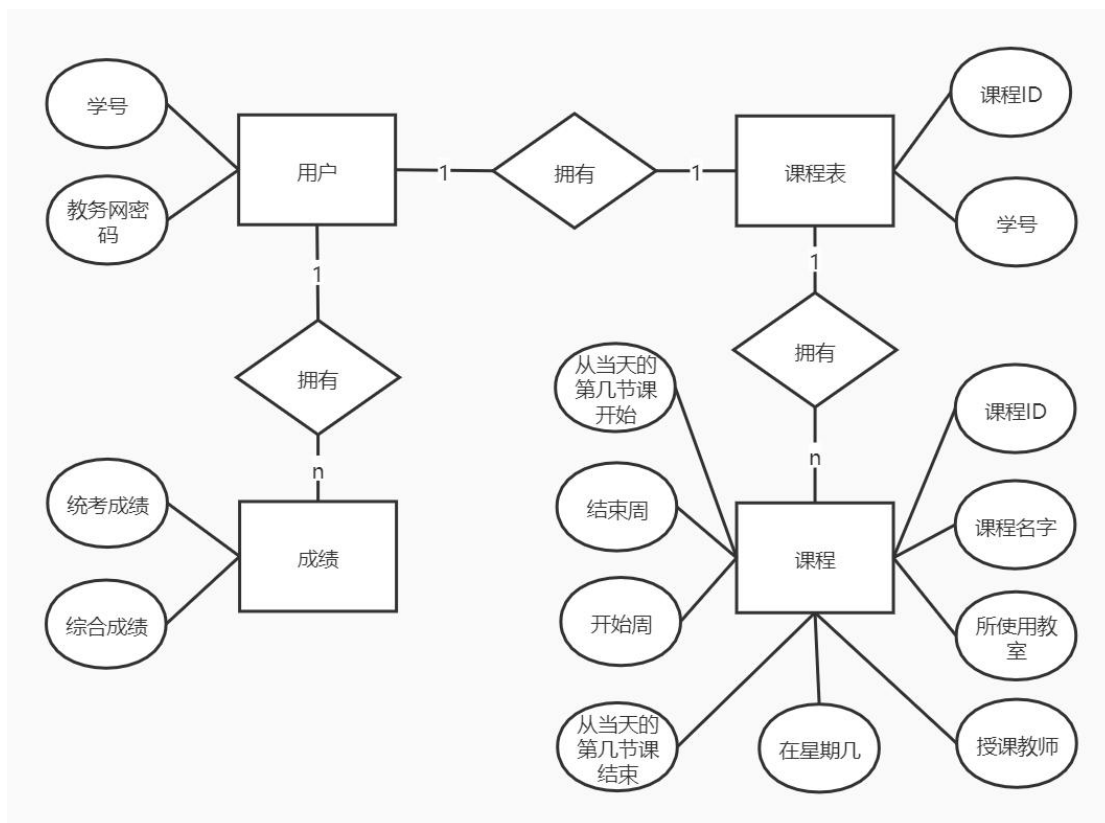 学号
教务网密
码
用户
1
拥有
1
课程表
课程ID
学号
1
拥有
n
统考成绩
综合成绩
成绩
1
拥有
n
从当天的
第几节课
开始
结束周
开始周
从当天的
第几节课
结束
课程
课程ID
课程名字
所使用教
室
授课教师
在星期几